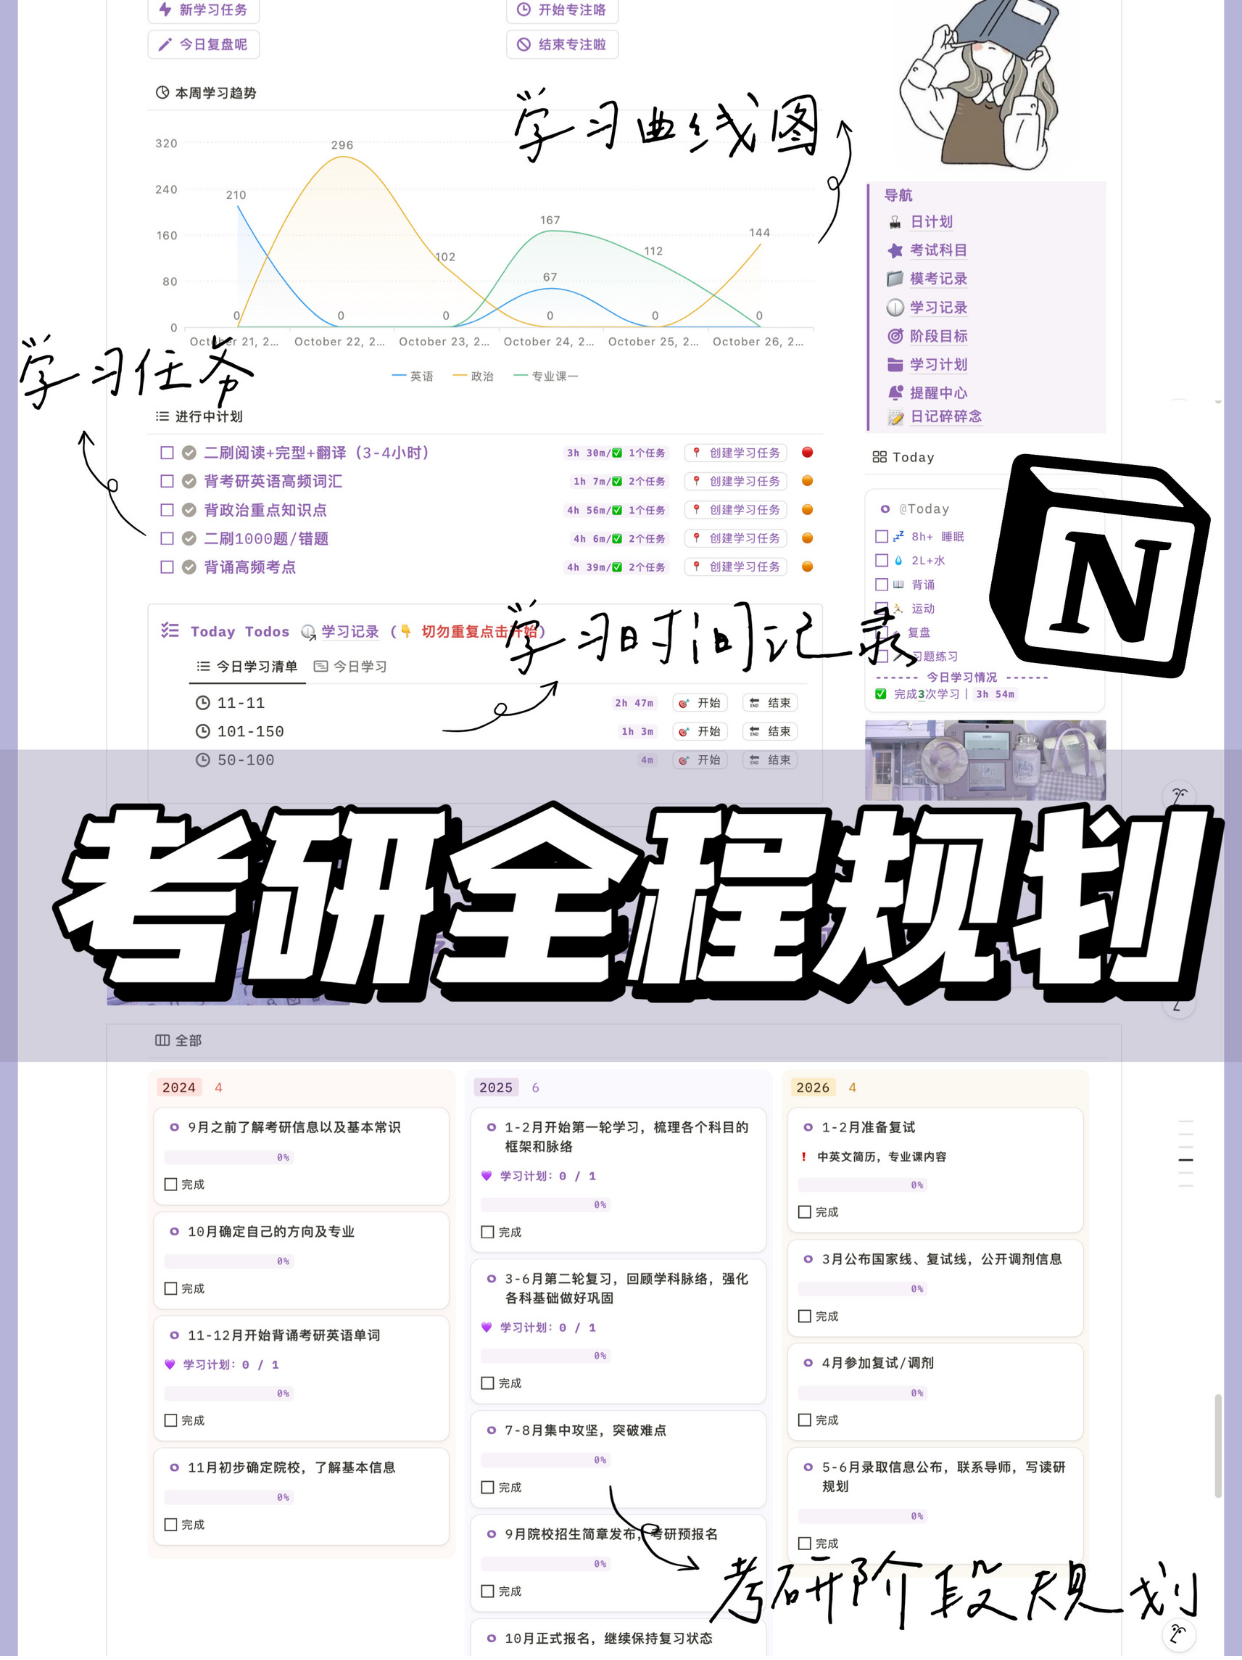 新学习任务
开始专注咯
今日复盘呢
结束专注啦
本周学习趋势
学习曲线图
320
240
160
80
0
210
296
102
167
67
112
144
0
0
0
0
0
0
October 21, 2...
October 22, 2...
October 23, 2...
October 24, 2...
October 25, 2...
October 26, 2...
英语
政治
专业课一
学习任务
导航
日计划
考试科目
模考记录
学习记录
阶段目标
学习计划
提醒中心
日记碎碎念
进行中计划
二刷阅读+完型+翻译（3-4小时） 3h 30m/✅ 1个任务 创建学习任务
背考研英语高频词汇 1h 7m/✅ 2个任务 创建学习任务
背政治重点知识点 4h 56m/✅ 1个任务 创建学习任务
二刷1000题/错题 4h 6m/✅ 2个任务 创建学习任务
背诵高频考点 4h 39m/✅ 2个任务 创建学习任务
Today
@Today
8h+ 睡眠
2L+水
背诵
运动
复盘
习题练习
------ 今日学习情况 ------
✅ 完成3次学习 | 3h 54m
N
Today Todos 学习记录 (👇 切勿重复点击开始)
学习时间记录
今日学习清单 今日学习
11-11 2h 47m 开始 结束
101-150 1h 3m 开始 结束
50-100 4m 开始 结束
考研全程规划
全部
2024 4
9月之前了解考研信息以及基本常识
0%
完成
10月确定自己的方向及专业
0%
完成
11-12月开始背诵考研英语单词
学习计划: 0 / 1
0%
完成
11月初步确定院校，了解基本信息
0%
完成
2025 6
1-2月开始第一轮学习，梳理各个科目的
框架和脉络
学习计划: 0 / 1
0%
完成
3-6月第二轮复习，回顾学科脉络，强化
各科基础做好巩固
学习计划: 0 / 1
0%
完成
7-8月集中攻坚，突破难点
0%
完成
9月院校招生简章发布，考研预报名
0%
完成
10月正式报名，继续保持复习状态
2026 4
1-2月准备复试
中英文简历，专业课内容
0%
完成
3月公布国家线、复试线，公开调剂信息
0%
完成
4月参加复试/调剂
0%
完成
5-6月录取信息公布，联系导师，写读研
规划
0%
完成
考研阶段规划